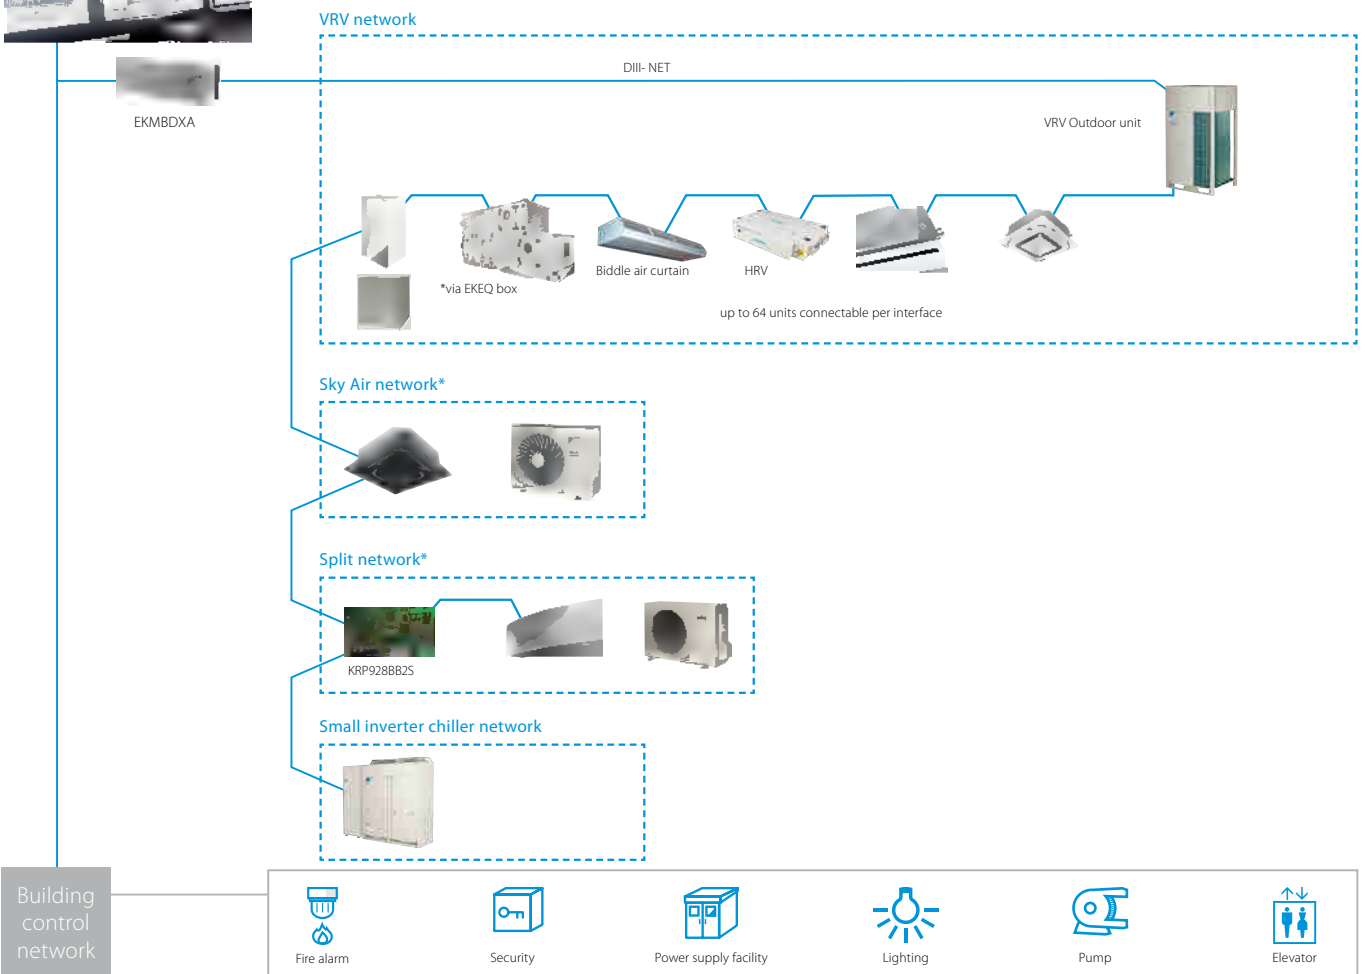 VRV network
DIII- NET
EKMBDXA
VRV Outdoor unit
Biddle air curtain
HRV
*via EKEQ box
up to 64 units connectable per interface
Sky Air network*
Split network*
KRP928BB2S
Small inverter chiller network
Building
control
network
Fire alarm
Security
Power supply facility
Lighting
Pump
Elevator